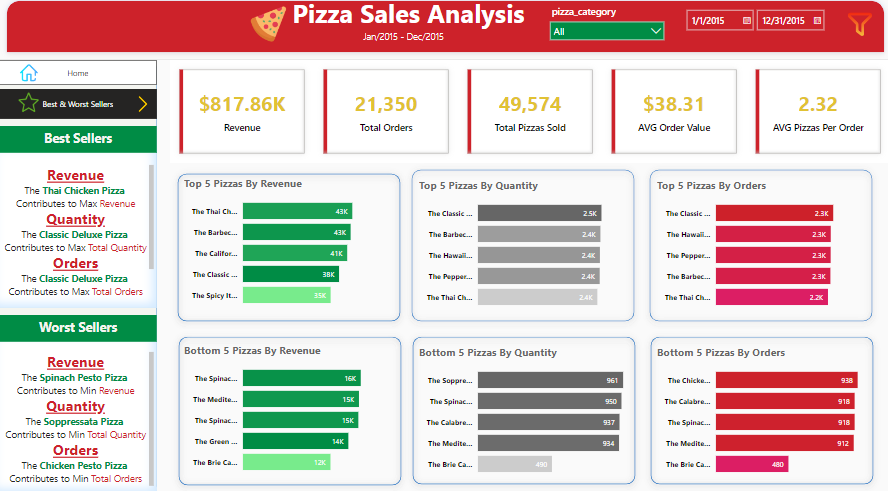 Pizza Sales Analysis
Jan/2015 - Dec/2015
pizza_category
All
1/1/2015
12/31/2015
Home
Best & Worst Sellers
Best Sellers
Revenue
The Thai Chicken Pizza
Contributes to Max Revenue
Quantity
The Classic Deluxe Pizza
Contributes to Max Total Quantity
Orders
The Classic Deluxe Pizza
Contributes to Max Total Orders
Worst Sellers
Revenue
The Spinach Pesto Pizza
Contributes to Min Revenue
Quantity
The Soppressata Pizza
Contributes to Min Total Quantity
Orders
The Chicken Pesto Pizza
Contributes to Min Total Orders
$817.86K
Revenue
21,350
Total Orders
49,574
Total Pizzas Sold
$38.31
AVG Order Value
2.32
AVG Pizzas Per Order
Top 5 Pizzas By Revenue
The Thai Ch... 43K
The Barbec... 43K
The Califor... 41K
The Classic ... 38K
The Spicy It... 35K
Top 5 Pizzas By Quantity
The Classic ... 2.5K
The Barbec... 2.4K
The Hawaii... 2.4K
The Pepper... 2.4K
The Thai Ch... 2.4K
Top 5 Pizzas By Orders
The Classic ... 2.3K
The Hawaii... 2.3K
The Pepper... 2.3K
The Barbec... 2.3K
The Thai Ch... 2.2K
Bottom 5 Pizzas By Revenue
The Spinac... 16K
The Medite... 15K
The Spinac... 15K
The Green ... 14K
The Brie Ca... 12K
Bottom 5 Pizzas By Quantity
The Soppre... 961
The Spinac... 950
The Calabre... 937
The Medite... 934
The Brie Ca... 490
Bottom 5 Pizzas By Orders
The Chicke... 938
The Calabre... 918
The Spinac... 918
The Medite... 912
The Brie Ca... 480